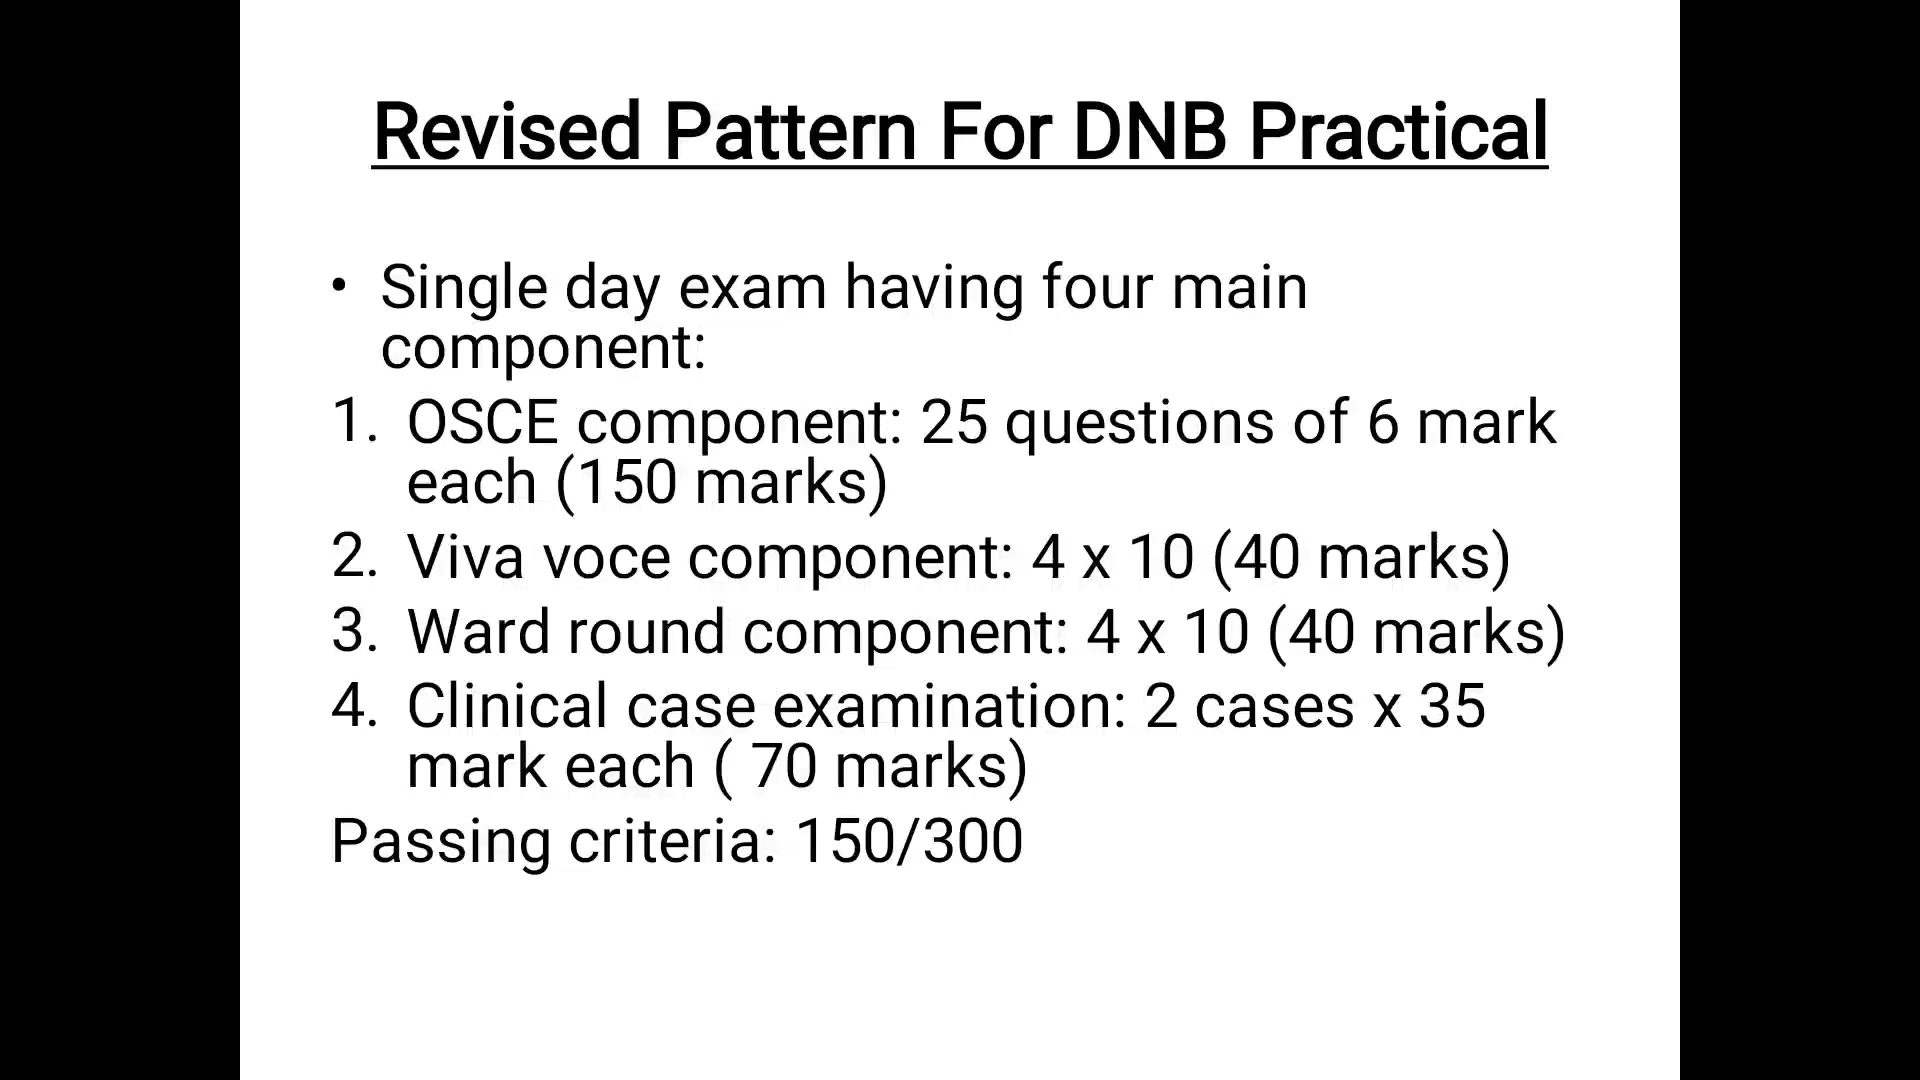 Revised Pattern For DNB Practical
• Single day exam having four main
component:
1. OSCE component: 25 questions of 6 mark
each (150 marks)
2. Viva voce component: 4 x 10 (40 marks)
3. Ward round component: 4 x 10 (40 marks)
4. Clinical case examination: 2 cases x 35
mark each ( 70 marks)
Passing criteria: 150/300